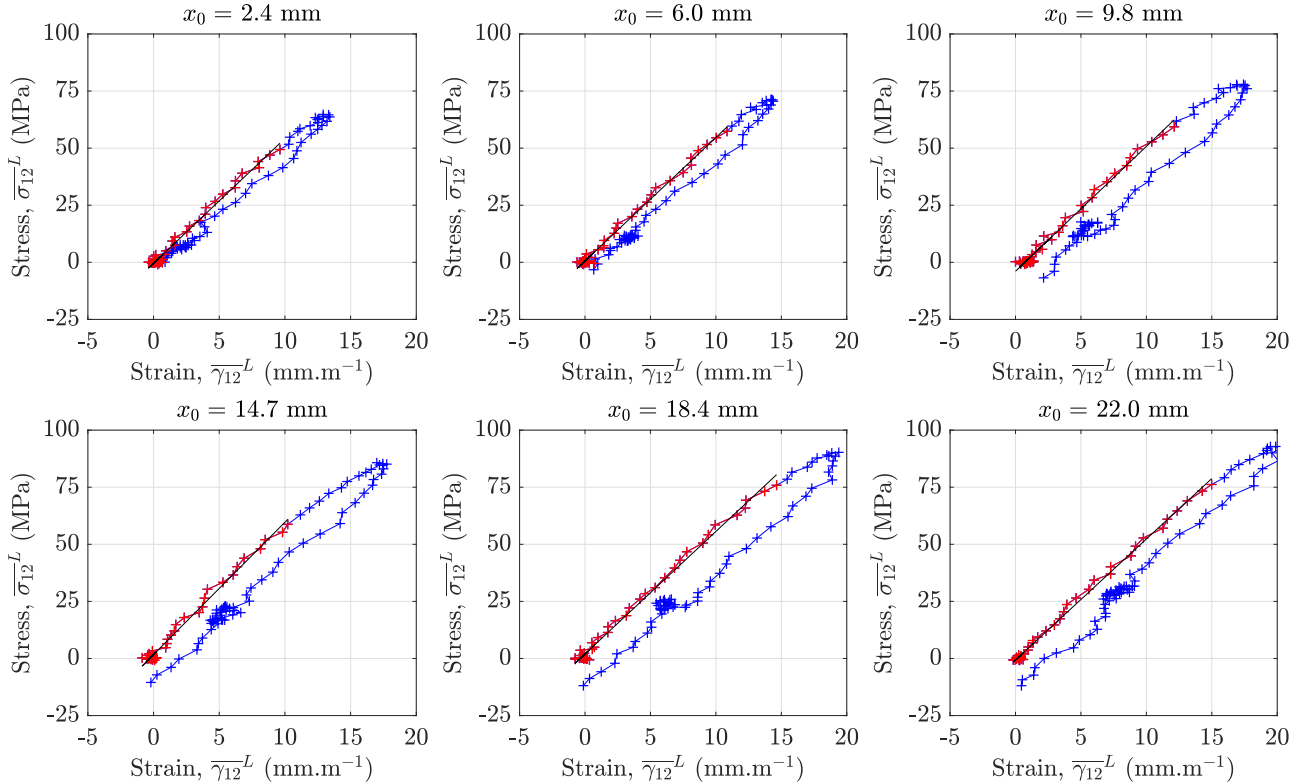 x₀ = 2.4 mm
x₀ = 6.0 mm
x₀ = 9.8 mm
100
75
50
25
0
-25
Stress, σ₁₂ᴸ (MPa)
-5 0 5 10 15 20
Strain, γ₁₂ᴸ (mm.m⁻¹)
100
75
50
25
0
-25
Stress, σ₁₂ᴸ (MPa)
-5 0 5 10 15 20
Strain, γ₁₂ᴸ (mm.m⁻¹)
100
75
50
25
0
-25
Stress, σ₁₂ᴸ (MPa)
-5 0 5 10 15 20
Strain, γ₁₂ᴸ (mm.m⁻¹)
x₀ = 14.7 mm
x₀ = 18.4 mm
x₀ = 22.0 mm
100
75
50
25
0
-25
Stress, σ₁₂ᴸ (MPa)
-5 0 5 10 15 20
Strain, γ₁₂ᴸ (mm.m⁻¹)
100
75
50
25
0
-25
Stress, σ₁₂ᴸ (MPa)
-5 0 5 10 15 20
Strain, γ₁₂ᴸ (mm.m⁻¹)
100
75
50
25
0
-25
Stress, σ₁₂ᴸ (MPa)
-5 0 5 10 15 20
Strain, γ₁₂ᴸ (mm.m⁻¹)